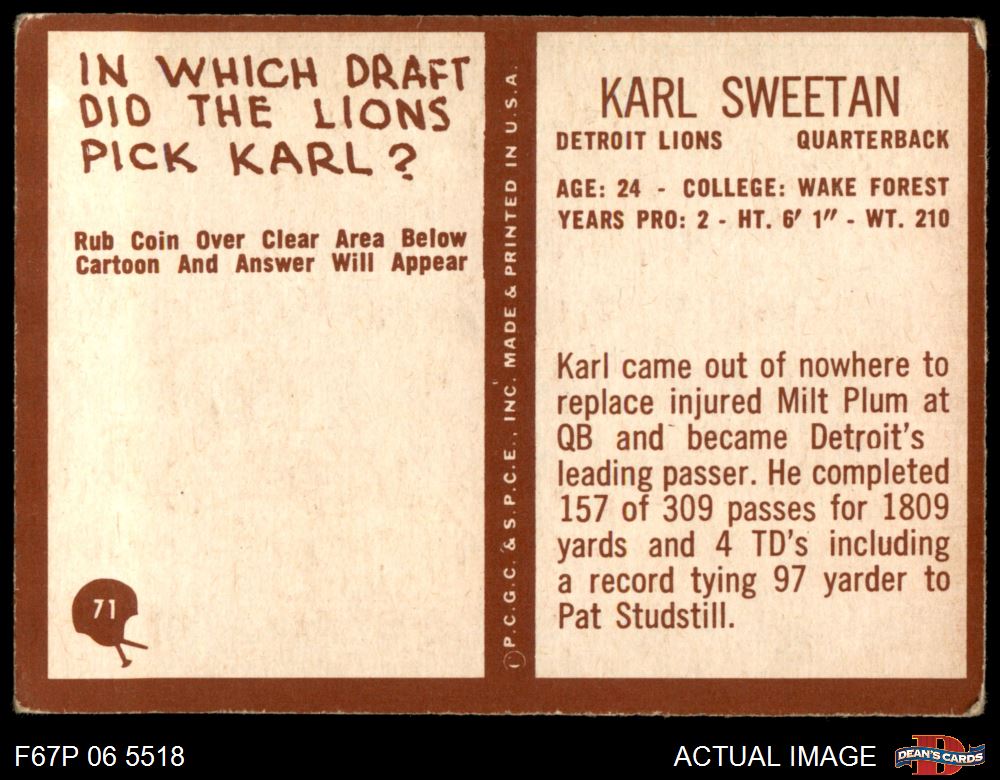 IN WHICH DRAFT
DID THE LIONS
PICK KARL?
Rub Coin Over Clear Area Below
Cartoon And Answer Will Appear
71
© P.C.G.C. & S.P.C.E., INC. MADE & PRINTED IN U.S.A.
KARL SWEETAN
DETROIT LIONS QUARTERBACK
AGE: 24 - COLLEGE: WAKE FOREST
YEARS PRO: 2 - HT. 6′ 1″ - WT. 210
Karl came out of nowhere to
replace injured Milt Plum at
QB and became Detroit's
leading passer. He completed
157 of 309 passes for 1809
yards and 4 TD's including
a record tying 97 yarder to
Pat Studstill.
F67P 06 5518
ACTUAL IMAGE
D
DEAN'S CARDS